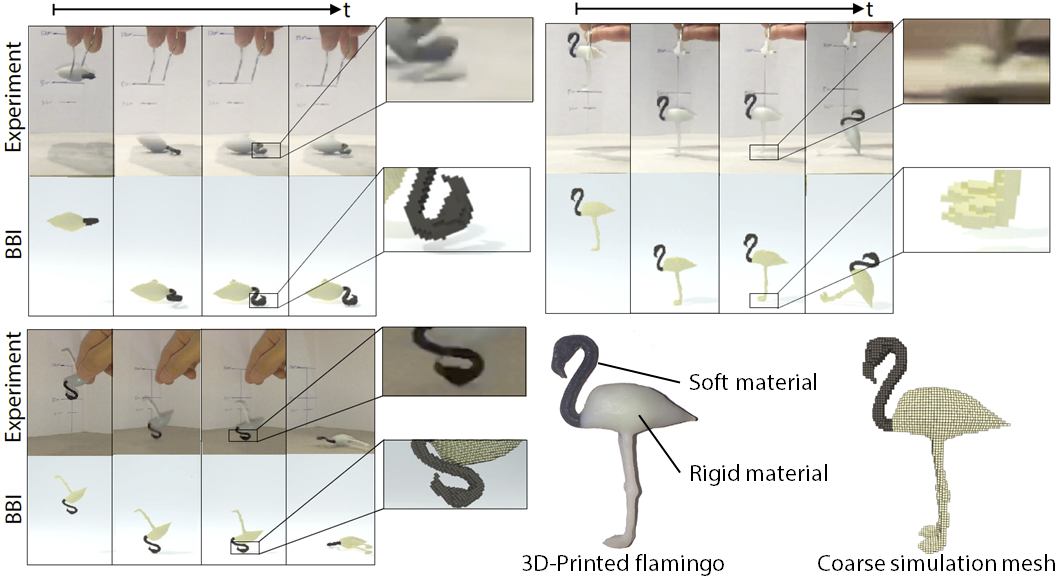 t
t
Experiment
BBI
Experiment
BBI
Soft material
Rigid material
3D-Printed flamingo
Coarse simulation mesh